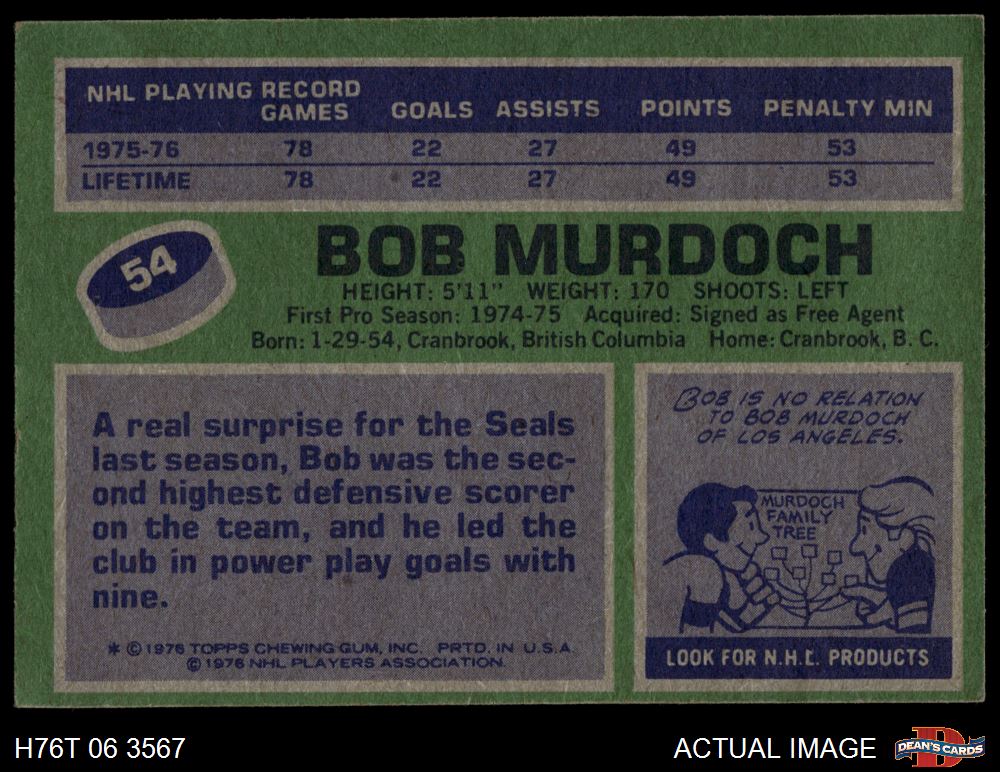 NHL PLAYING RECORD
GAMES GOALS ASSISTS POINTS PENALTY MIN
1975-76 78 22 27 49 53
LIFETIME 78 22 27 49 53
54
BOB MURDOCH
HEIGHT: 5'11" WEIGHT: 170 SHOOTS: LEFT
First Pro Season: 1974-75 Acquired: Signed as Free Agent
Born: 1-29-54, Cranbrook, British Columbia Home: Cranbrook, B. C.
A real surprise for the Seals
last season, Bob was the sec-
ond highest defensive scorer
on the team, and he led the
club in power play goals with
nine.
* © 1976 TOPPS CHEWING GUM, INC. PRTD. IN U.S.A.
© 1976 NHL PLAYERS ASSOCIATION.
BOB IS NO RELATION
TO BOB MURDOCH
OF LOS ANGELES.
MURDOCH
FAMILY
TREE
LOOK FOR N.H.L. PRODUCTS
H76T 06 3567
ACTUAL IMAGE
D
DEAN'S CARDS